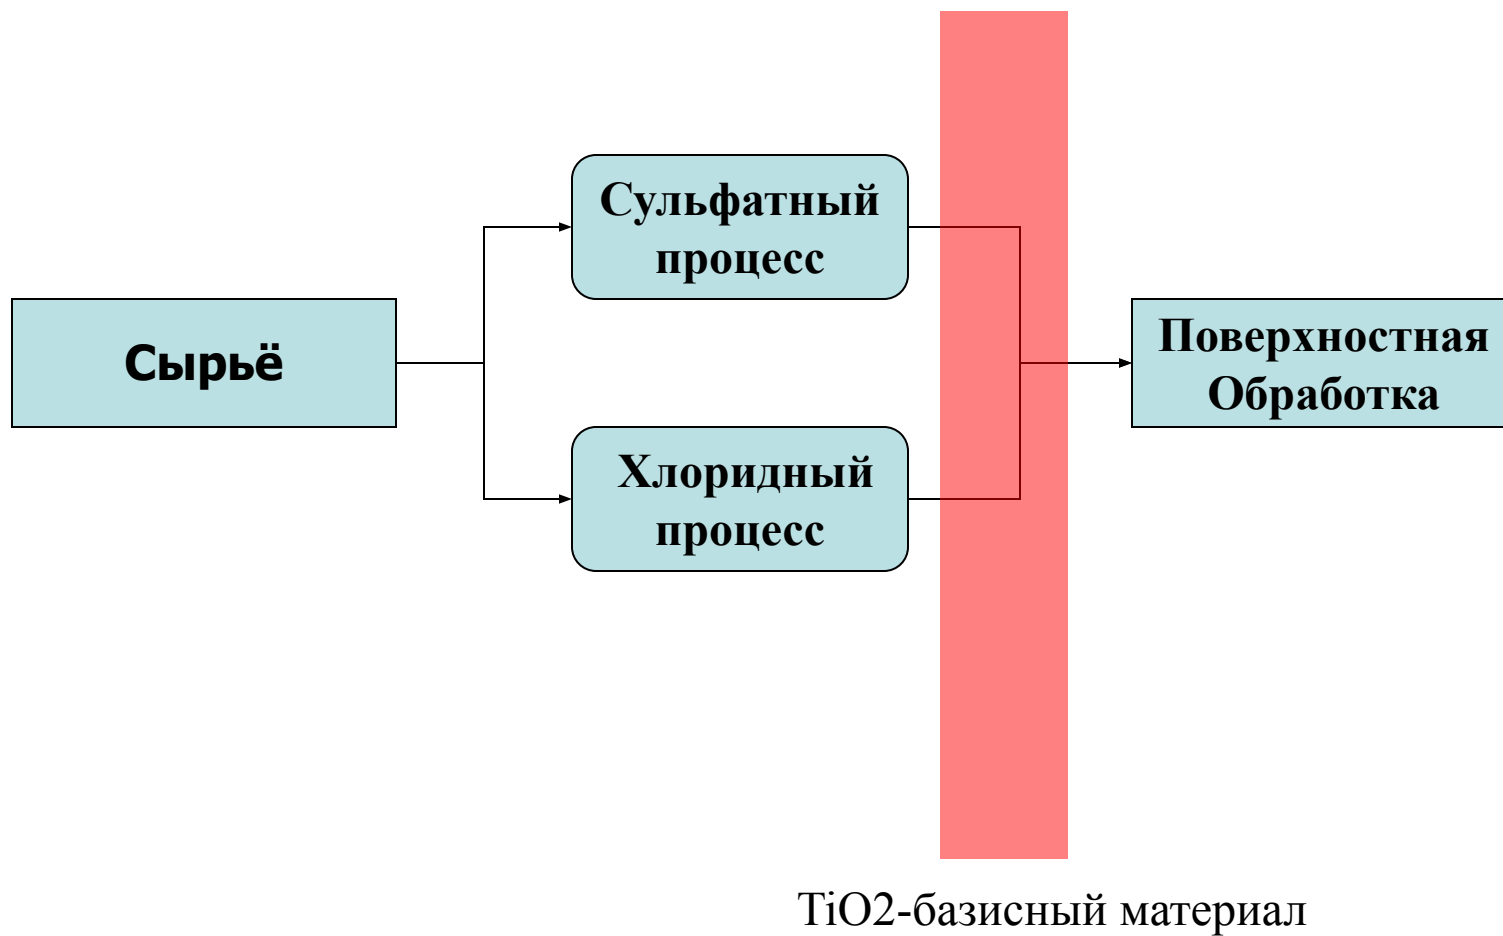 Сульфатный
процесс
Сырьё
Поверхностная
Обработка
Хлоридный
процесс
TiO2-базисный материал